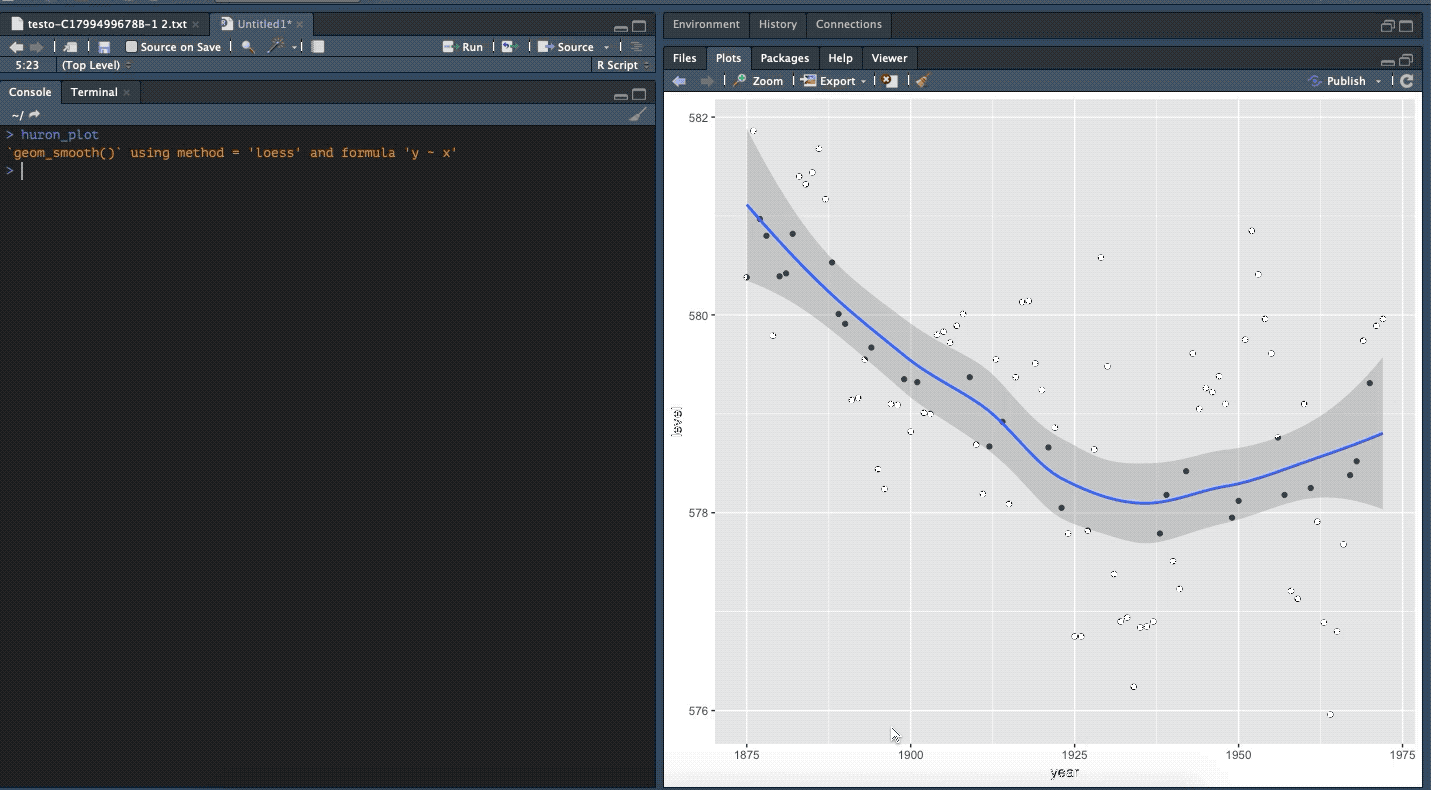 testo-C1799499678B-1 2.txt
Untitled1*
Source on Save
Run
Source
5:23
(Top Level)
R Script
Console
Terminal
~/
> huron_plot
`geom_smooth()` using method = 'loess' and formula 'y ~ x'
>
Environment
History
Connections
Files
Plots
Packages
Help
Viewer
Zoom
Export
Publish
582
580
578
576
level
1875
1900
1925
1950
1975
year